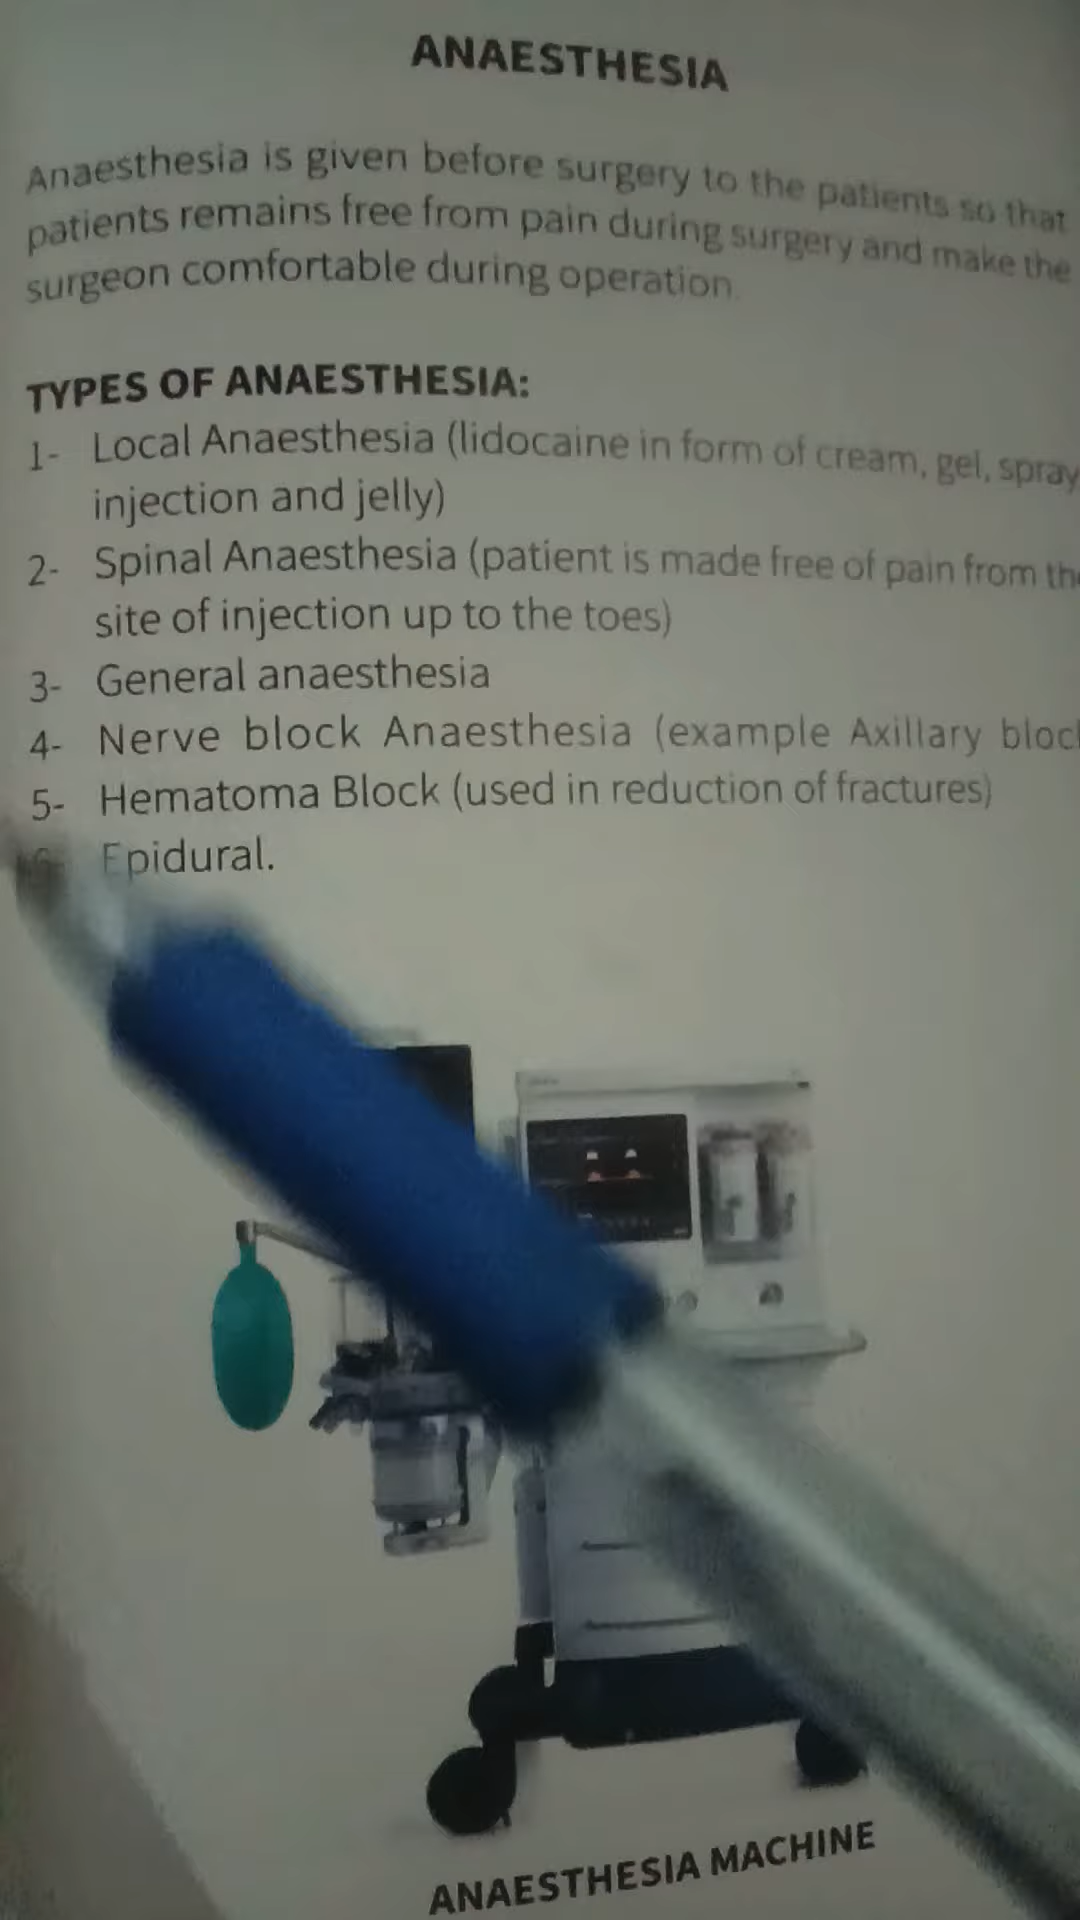 ANAESTHESIA
Anaesthesia is given before surgery to the patients so that
patients remains free from pain during surgery and make the
surgeon comfortable during operation.
TYPES OF ANAESTHESIA:
1- Local Anaesthesia (lidocaine in form of cream, gel, spray
injection and jelly)
2- Spinal Anaesthesia (patient is made free of pain from the
site of injection up to the toes)
3- General anaesthesia
4- Nerve block Anaesthesia (example Axillary block
5- Hematoma Block (used in reduction of fractures)
6- Epidural.
ANAESTHESIA MACHINE